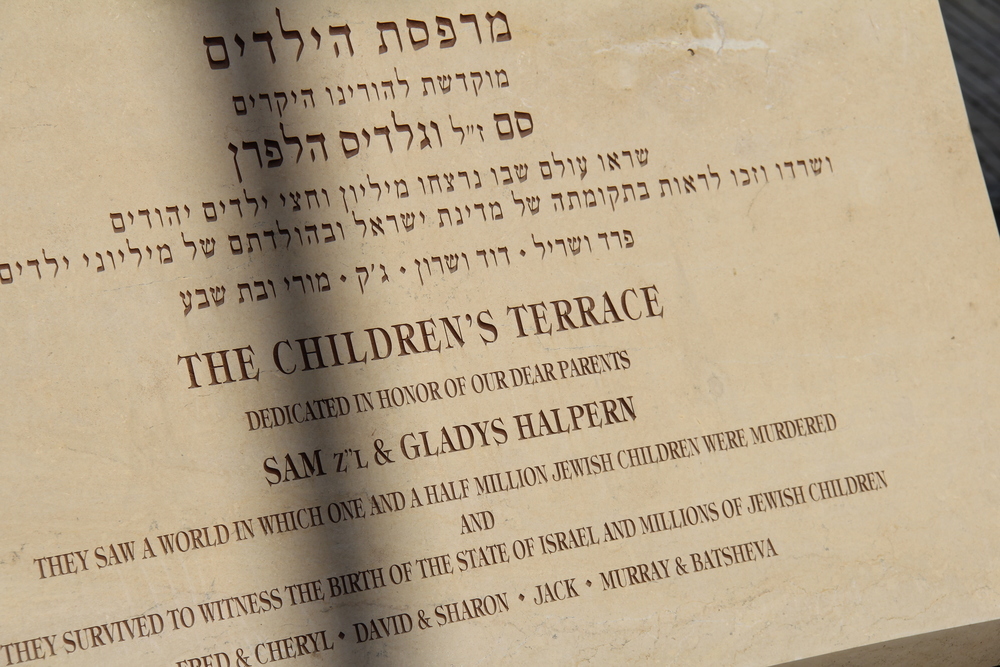 מרפסת הילדים
מוקדשת להורינו היקרים
סם ז״ל וגלדיס הלפרן
שראו עולם שבו נרצחו מיליון וחצי ילדים יהודים
ושרדו וזכו לראות בתקומתה של מדינת ישראל ובהולדתם של מיליוני ילדים
פרד ושריל • דוד ושרון • ג׳ק • מורי ובת שבע
THE CHILDREN'S TERRACE
DEDICATED IN HONOR OF OUR DEAR PARENTS
SAM Z"L & GLADYS HALPERN
THEY SAW A WORLD IN WHICH ONE AND A HALF MILLION JEWISH CHILDREN WERE MURDERED
AND
THEY SURVIVED TO WITNESS THE BIRTH OF THE STATE OF ISRAEL AND MILLIONS OF JEWISH CHILDREN
FRED & CHERYL • DAVID & SHARON • JACK • MURRAY & BATSHEVA